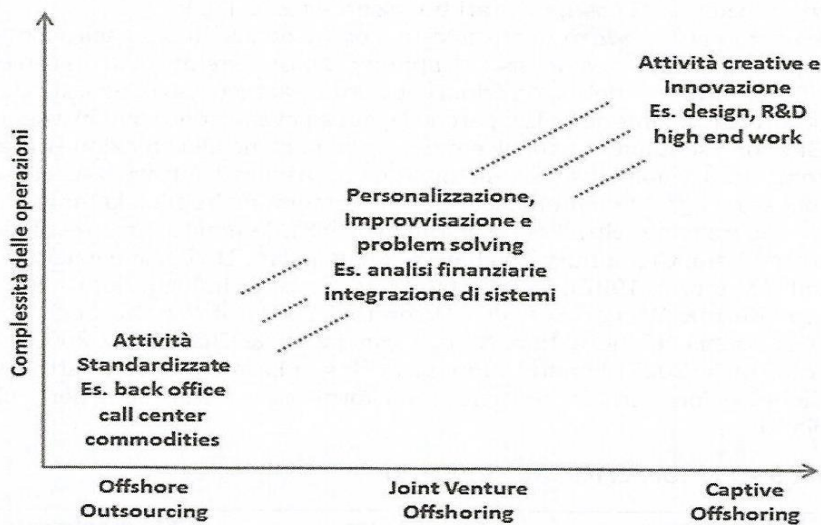 Complessità delle operazioni
Attività creative e
Innovazione
Es. design, R&D
high end work
Personalizzazione,
Improvvisazione e
problem solving
Es. analisi finanziarie
integrazione di sistemi
Attività
Standardizzate
Es. back office
call center
commodities
Offshore
Outsourcing
Joint Venture
Offshoring
Captive
Offshoring